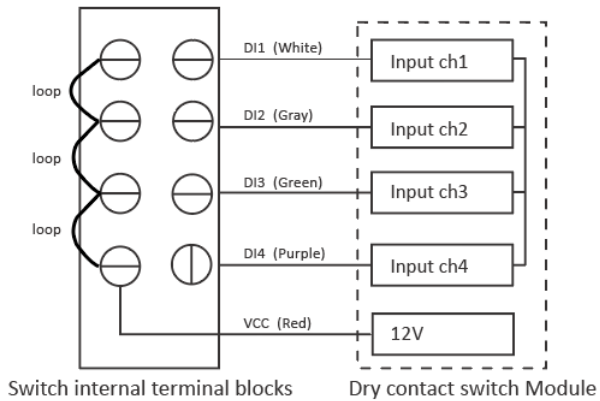 DI1 (White)
Input ch1
loop
DI2 (Gray)
Input ch2
loop
DI3 (Green)
Input ch3
loop
DI4 (Purple)
Input ch4
VCC (Red)
12V
Switch internal terminal blocks
Dry contact switch Module